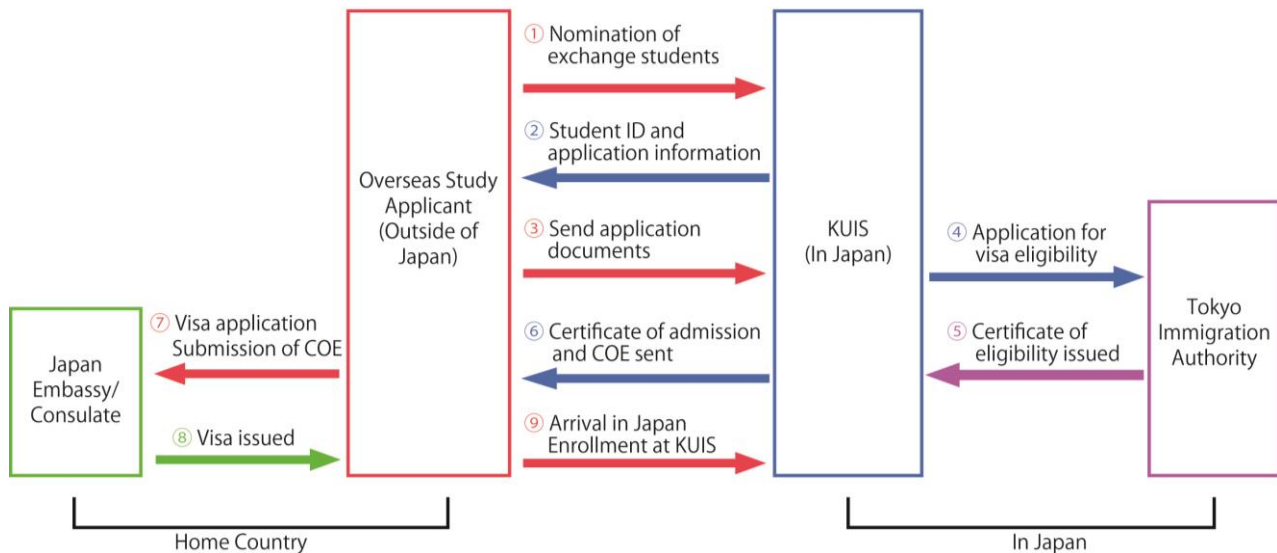 ① Nomination of
exchange students
② Student ID and
application information
Overseas Study
Applicant
(Outside of
Japan)
KUIS
(In Japan)
③ Send application
documents
④ Application for
visa eligibility
⑦ Visa application
Submission of COE
⑥ Certificate of admission
and COE sent
⑤ Certificate of
eligibility issued
Tokyo
Immigration
Authority
Japan
Embassy/
Consulate
⑧ Visa issued
⑨ Arrival in Japan
Enrollment at KUIS
Home Country
In Japan